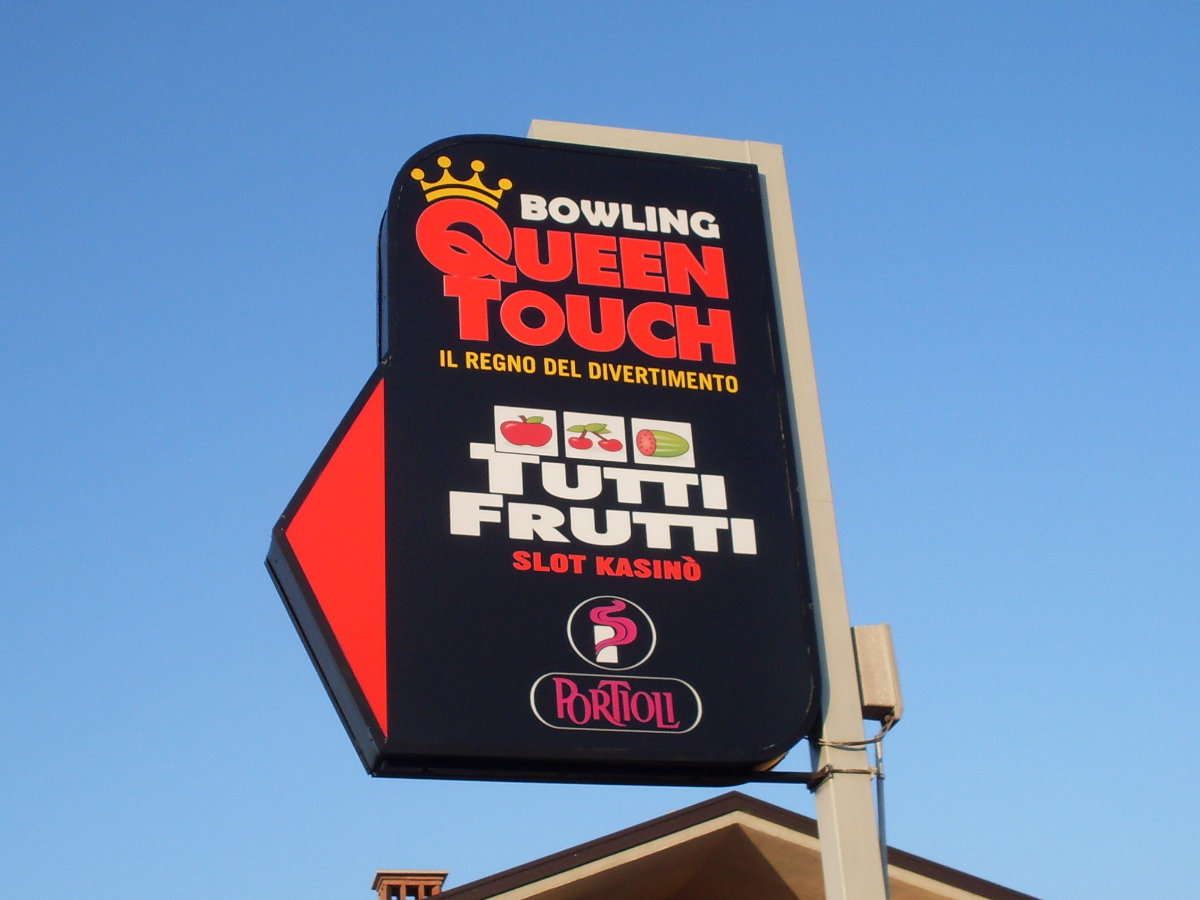 BOWLING
QUEEN
TOUCH
IL REGNO DEL DIVERTIMENTO
TUTTI
FRUTTI
SLOT KASINÒ
P
PORTIOLI